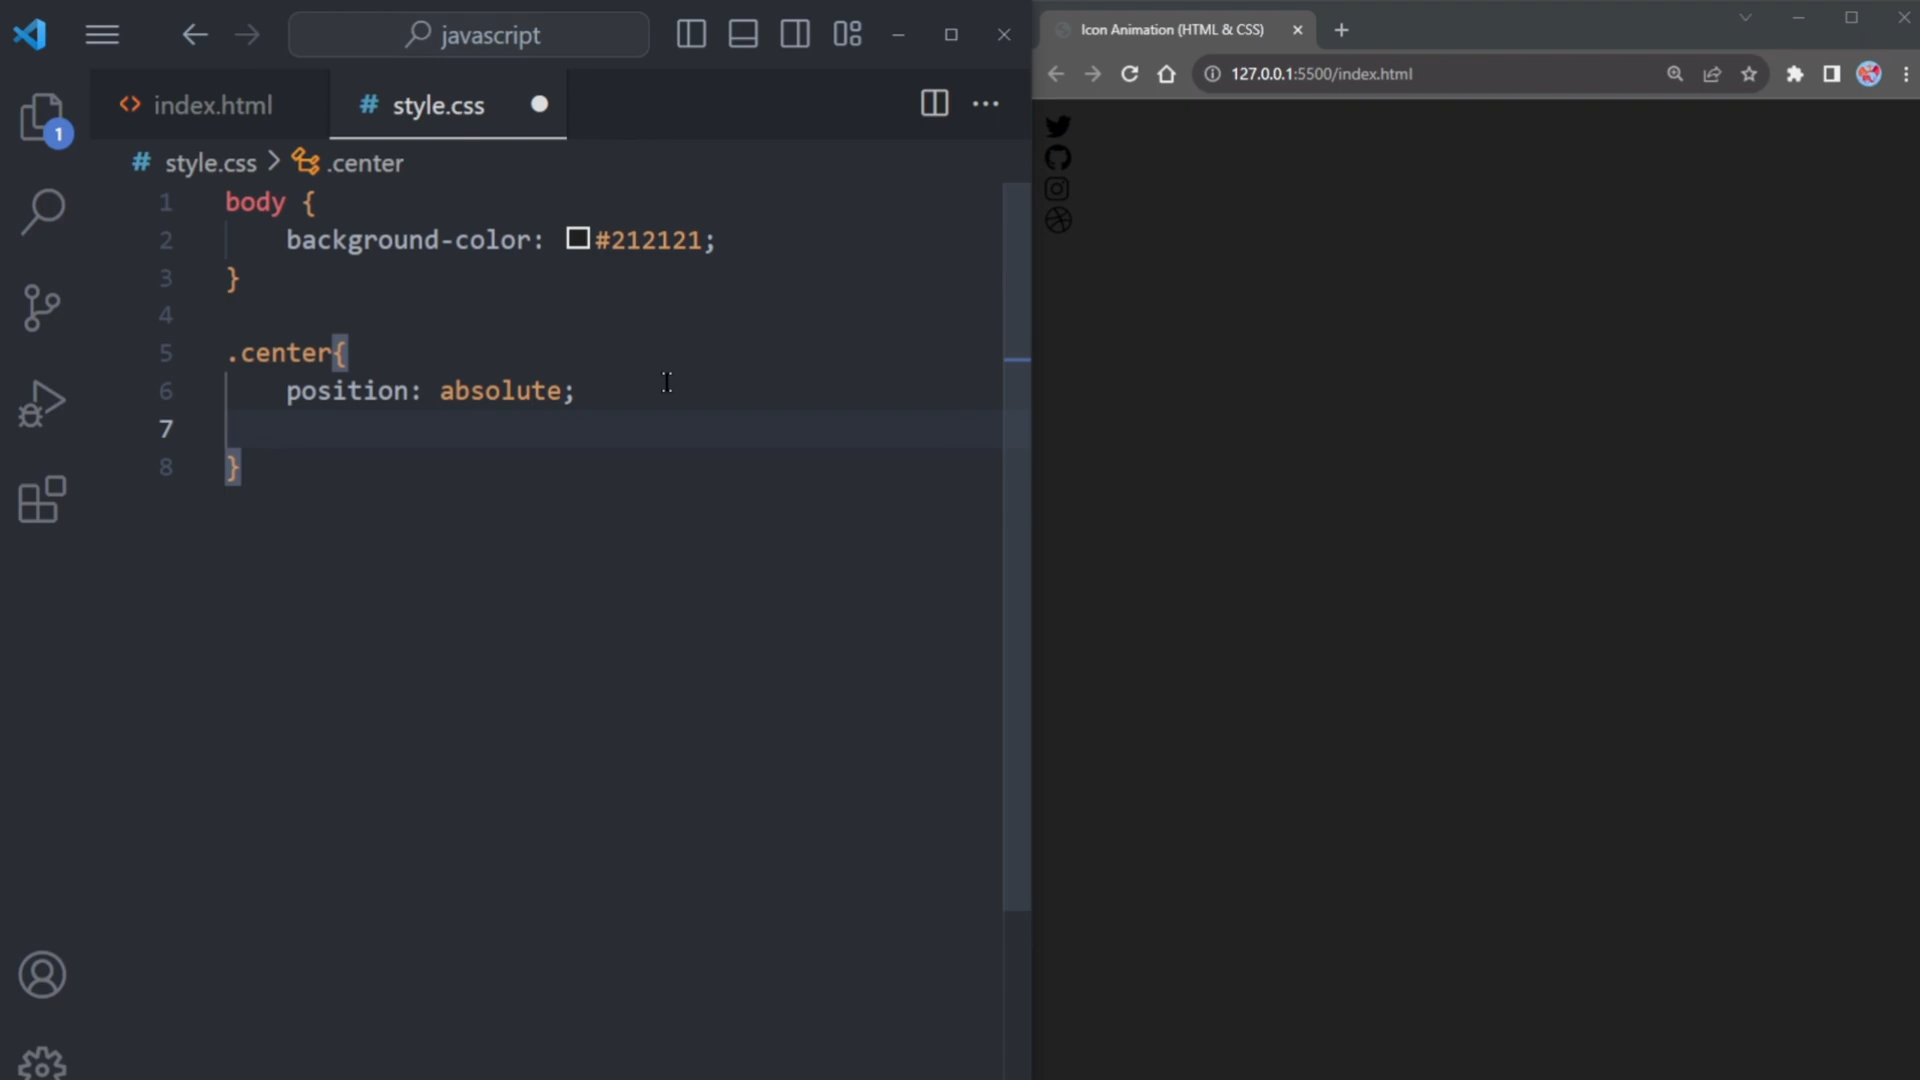 javascript
index.html
# style.css
1
# style.css > .center
1 body {
2 background-color: #212121;
3 }
4
5 .center{
6 position: absolute;
7
8 }
Icon Animation (HTML & CSS)
127.0.0.1:5500/index.html